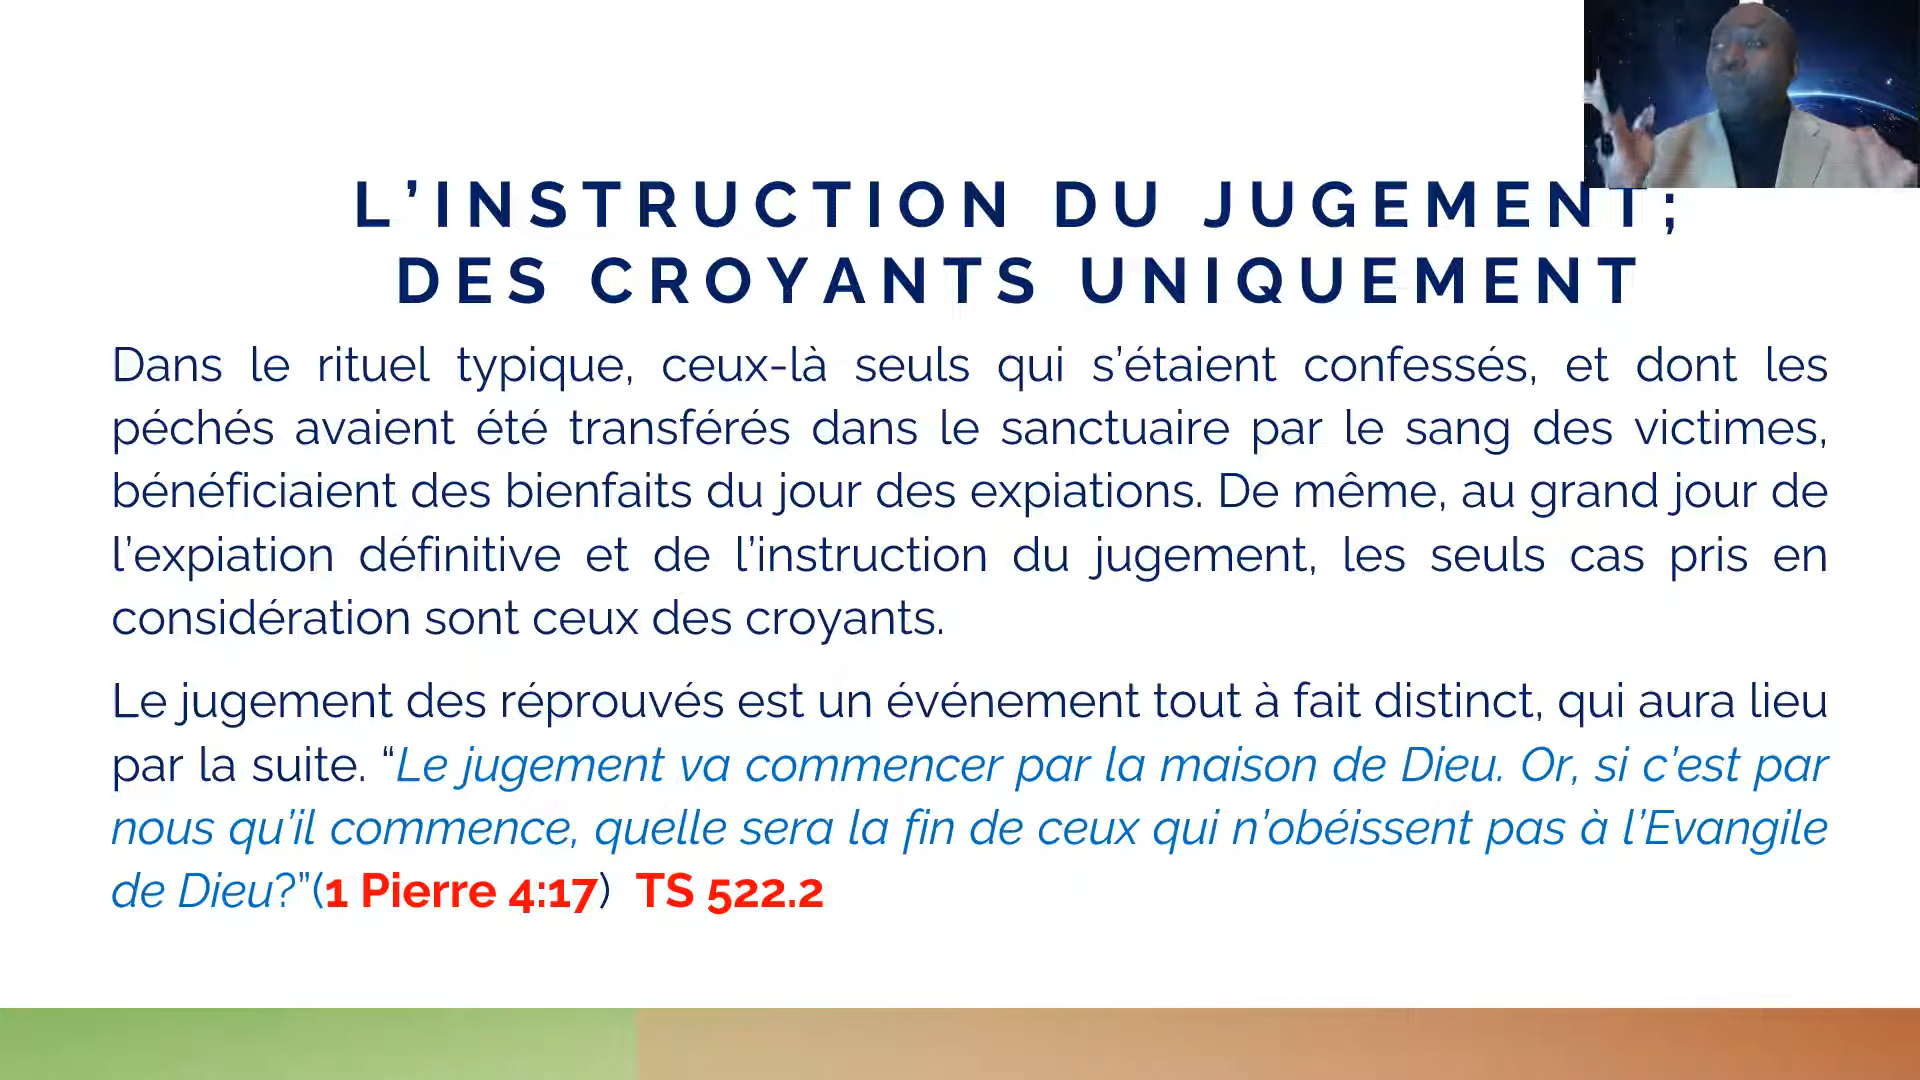 L’INSTRUCTION DU JUGEMENT;
DES CROYANTS UNIQUEMENT
Dans le rituel typique, ceux-là seuls qui s’étaient confessés, et dont les
péchés avaient été transférés dans le sanctuaire par le sang des victimes,
bénéficiaient des bienfaits du jour des expiations. De même, au grand jour de
l’expiation définitive et de l’instruction du jugement, les seuls cas pris en
considération sont ceux des croyants.
Le jugement des réprouvés est un événement tout à fait distinct, qui aura lieu
par la suite. “Le jugement va commencer par la maison de Dieu. Or, si c’est par
nous qu’il commence, quelle sera la fin de ceux qui n’obéissent pas à l’Evangile
de Dieu?”(1 Pierre 4:17) TS 522.2